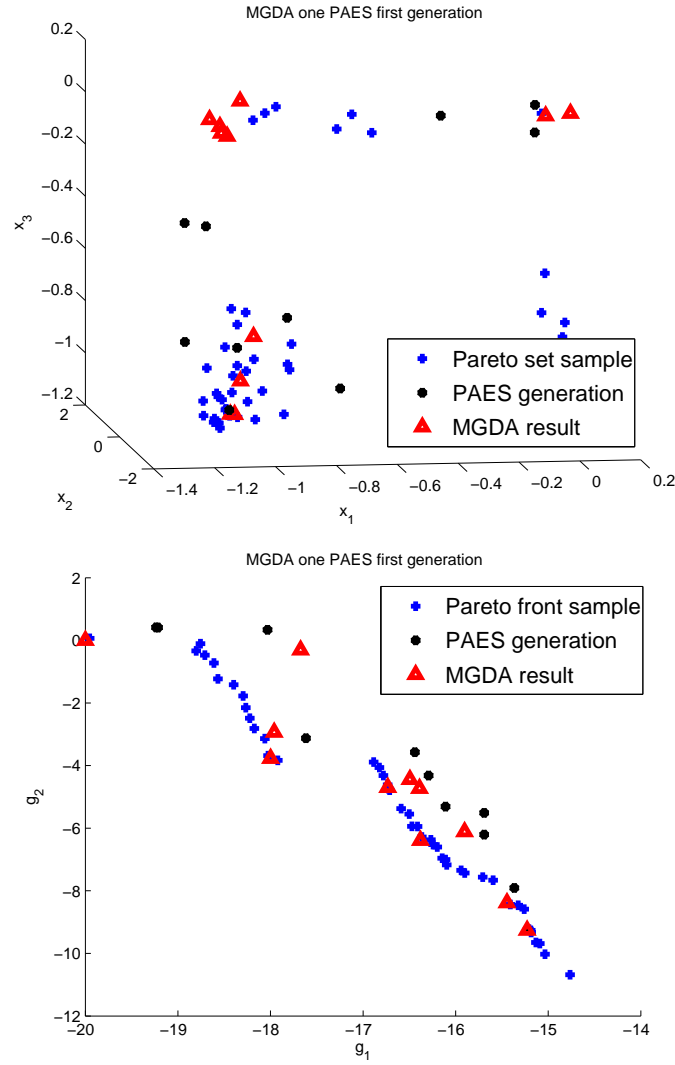 MGDA one PAES first generation
0.2
0
−0.2
−0.4
−0.6
−0.8
−1
−1.2
x3
2
0
−2
x2
−1.4
−1.2
−1
−0.8
−0.6
−0.4
−0.2
0
0.2
x1
Pareto set sample
PAES generation
MGDA result
MGDA one PAES first generation
2
0
−2
−4
−6
−8
−10
−12
g2
−20
−19
−18
−17
−16
−15
−14
g1
Pareto front sample
PAES generation
MGDA result